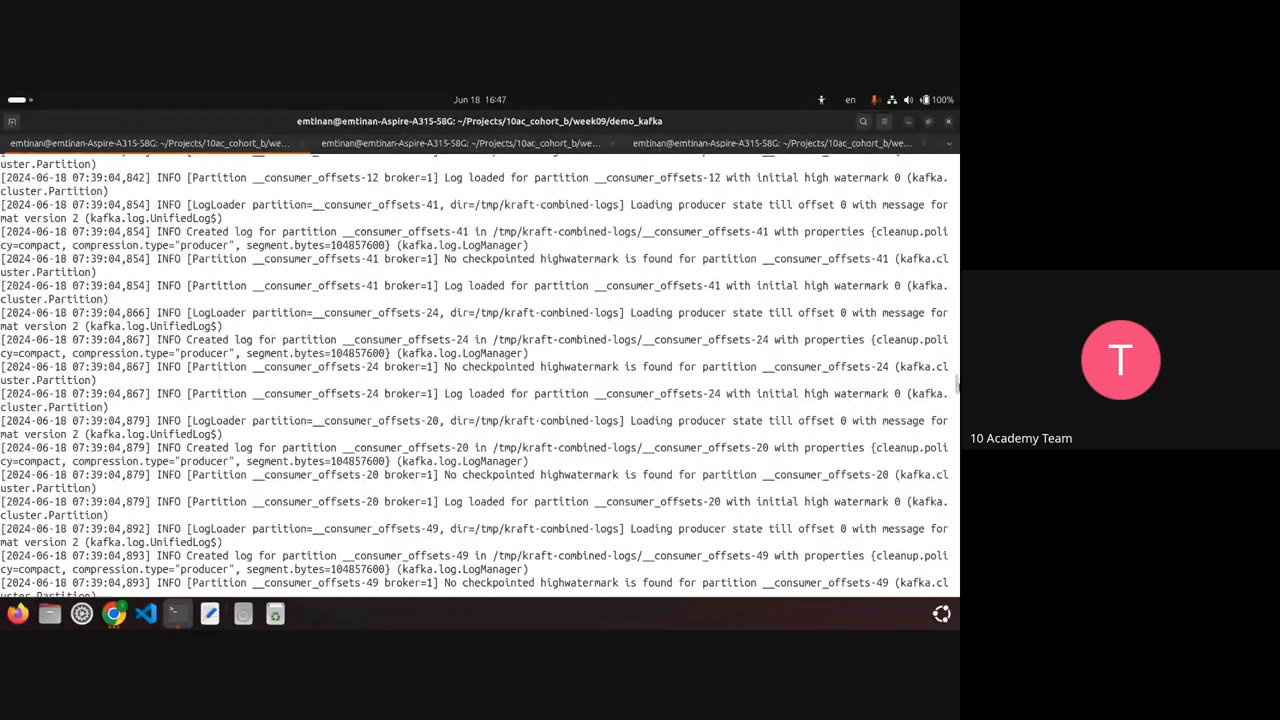 Jun 18 16:47
en
100%
emtinan@emtinan-Aspire-A315-58G: ~/Projects/10ac_cohort_b/week09/demo_kafka
emtinan@emtinan-Aspire-A315-58G: ~/Projects/10ac_cohort_b/we...
emtinan@emtinan-Aspire-A315-58G: ~/Projects/10ac_cohort_b/we...
emtinan@emtinan-Aspire-A315-58G: ~/Projects/10ac_cohort_b/we...
uster.Partition)
[2024-06-18 07:39:04,842] INFO [Partition __consumer_offsets-12 broker=1] Log loaded for partition __consumer_offsets-12 with initial high watermark 0 (kafka.
cluster.Partition)
[2024-06-18 07:39:04,854] INFO [LogLoader partition=__consumer_offsets-41, dir=/tmp/kraft-combined-logs] Loading producer state till offset 0 with message for
mat version 2 (kafka.log.UnifiedLog$)
[2024-06-18 07:39:04,854] INFO Created log for partition __consumer_offsets-41 in /tmp/kraft-combined-logs/__consumer_offsets-41 with properties {cleanup.poli
cy=compact, compression.type="producer", segment.bytes=104857600} (kafka.log.LogManager)
[2024-06-18 07:39:04,854] INFO [Partition __consumer_offsets-41 broker=1] No checkpointed highwatermark is found for partition __consumer_offsets-41 (kafka.cl
uster.Partition)
[2024-06-18 07:39:04,854] INFO [Partition __consumer_offsets-41 broker=1] Log loaded for partition __consumer_offsets-41 with initial high watermark 0 (kafka.
cluster.Partition)
[2024-06-18 07:39:04,866] INFO [LogLoader partition=__consumer_offsets-24, dir=/tmp/kraft-combined-logs] Loading producer state till offset 0 with message for
mat version 2 (kafka.log.UnifiedLog$)
[2024-06-18 07:39:04,867] INFO Created log for partition __consumer_offsets-24 in /tmp/kraft-combined-logs/__consumer_offsets-24 with properties {cleanup.poli
cy=compact, compression.type="producer", segment.bytes=104857600} (kafka.log.LogManager)
[2024-06-18 07:39:04,867] INFO [Partition __consumer_offsets-24 broker=1] No checkpointed highwatermark is found for partition __consumer_offsets-24 (kafka.cl
uster.Partition)
[2024-06-18 07:39:04,867] INFO [Partition __consumer_offsets-24 broker=1] Log loaded for partition __consumer_offsets-24 with initial high watermark 0 (kafka.
cluster.Partition)
[2024-06-18 07:39:04,879] INFO [LogLoader partition=__consumer_offsets-20, dir=/tmp/kraft-combined-logs] Loading producer state till offset 0 with message for
mat version 2 (kafka.log.UnifiedLog$)
[2024-06-18 07:39:04,879] INFO Created log for partition __consumer_offsets-20 in /tmp/kraft-combined-logs/__consumer_offsets-20 with properties {cleanup.poli
cy=compact, compression.type="producer", segment.bytes=104857600} (kafka.log.LogManager)
[2024-06-18 07:39:04,879] INFO [Partition __consumer_offsets-20 broker=1] No checkpointed highwatermark is found for partition __consumer_offsets-20 (kafka.cl
uster.Partition)
[2024-06-18 07:39:04,879] INFO [Partition __consumer_offsets-20 broker=1] Log loaded for partition __consumer_offsets-20 with initial high watermark 0 (kafka.
cluster.Partition)
[2024-06-18 07:39:04,892] INFO [LogLoader partition=__consumer_offsets-49, dir=/tmp/kraft-combined-logs] Loading producer state till offset 0 with message for
mat version 2 (kafka.log.UnifiedLog$)
[2024-06-18 07:39:04,893] INFO Created log for partition __consumer_offsets-49 in /tmp/kraft-combined-logs/__consumer_offsets-49 with properties {cleanup.poli
cy=compact, compression.type="producer", segment.bytes=104857600} (kafka.log.LogManager)
[2024-06-18 07:39:04,893] INFO [Partition __consumer_offsets-49 broker=1] No checkpointed highwatermark is found for partition __consumer_offsets-49 (kafka.cl
uster.Partition)
T
10 Academy Team